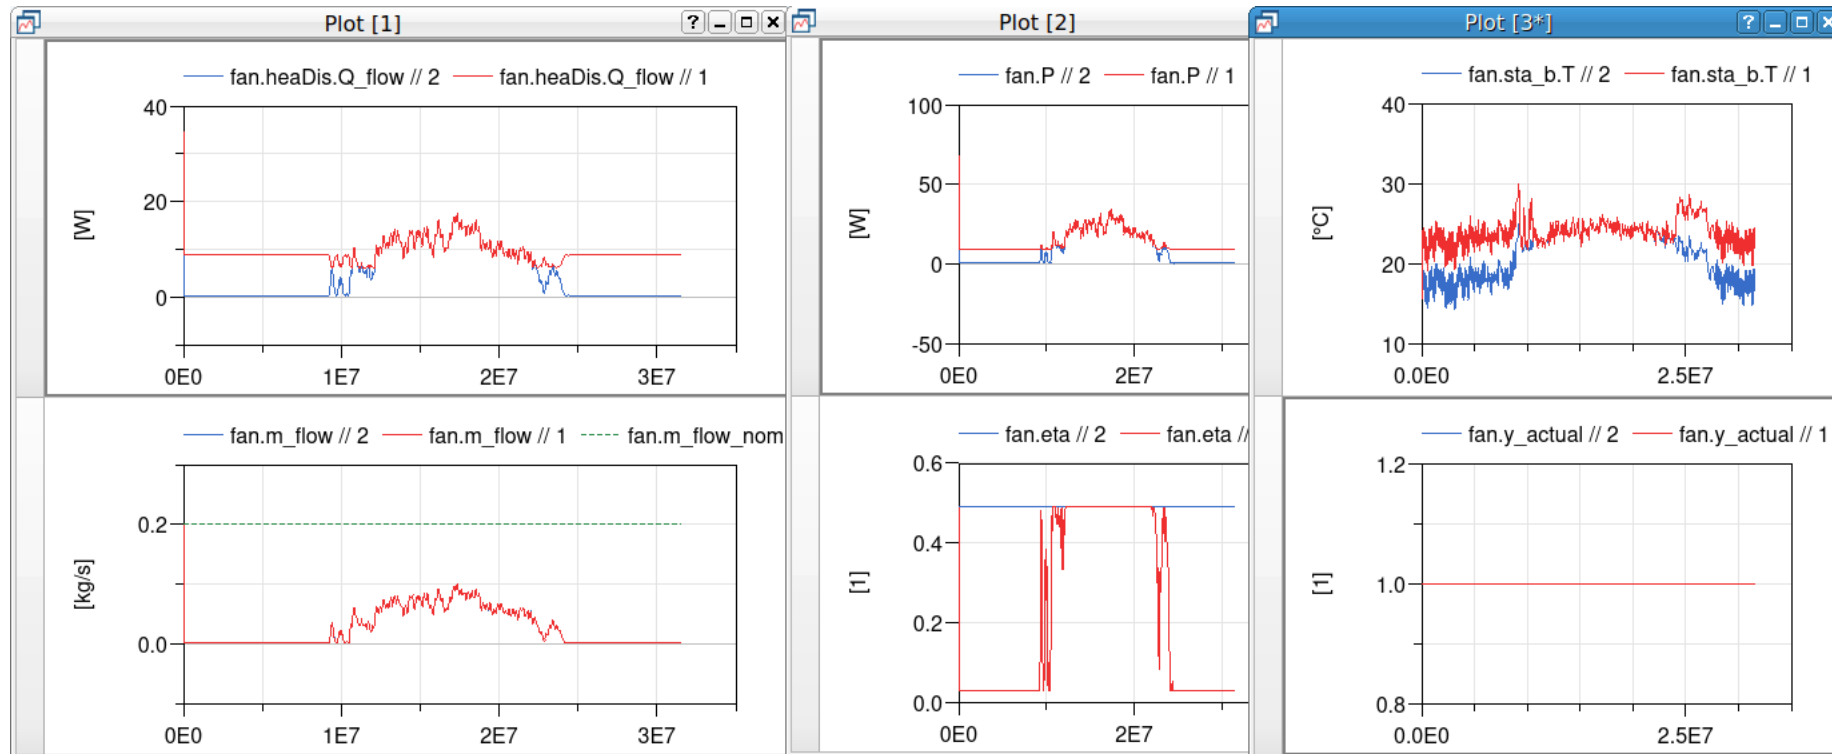 Plot [1]
fan.heaDis.Q_flow // 2 fan.heaDis.Q_flow // 1
40
20
0
[W]
0E0 1E7 2E7 3E7
fan.m_flow // 2 fan.m_flow // 1 fan.m_flow_nom
0.2
0.0
[kg/s]
0E0 1E7 2E7 3E7
Plot [2]
fan.P // 2 fan.P // 1
100
50
0
-50
[W]
0E0 2E7
fan.eta // 2 fan.eta //
0.6
0.4
0.2
0.0
[1]
0E0 2E7
Plot [3*]
fan.sta_b.T // 2 fan.sta_b.T // 1
40
30
20
10
[°C]
0.0E0 2.5E7
fan.y_actual // 2 fan.y_actual // 1
1.2
1.0
0.8
[1]
0.0E0 2.5E7